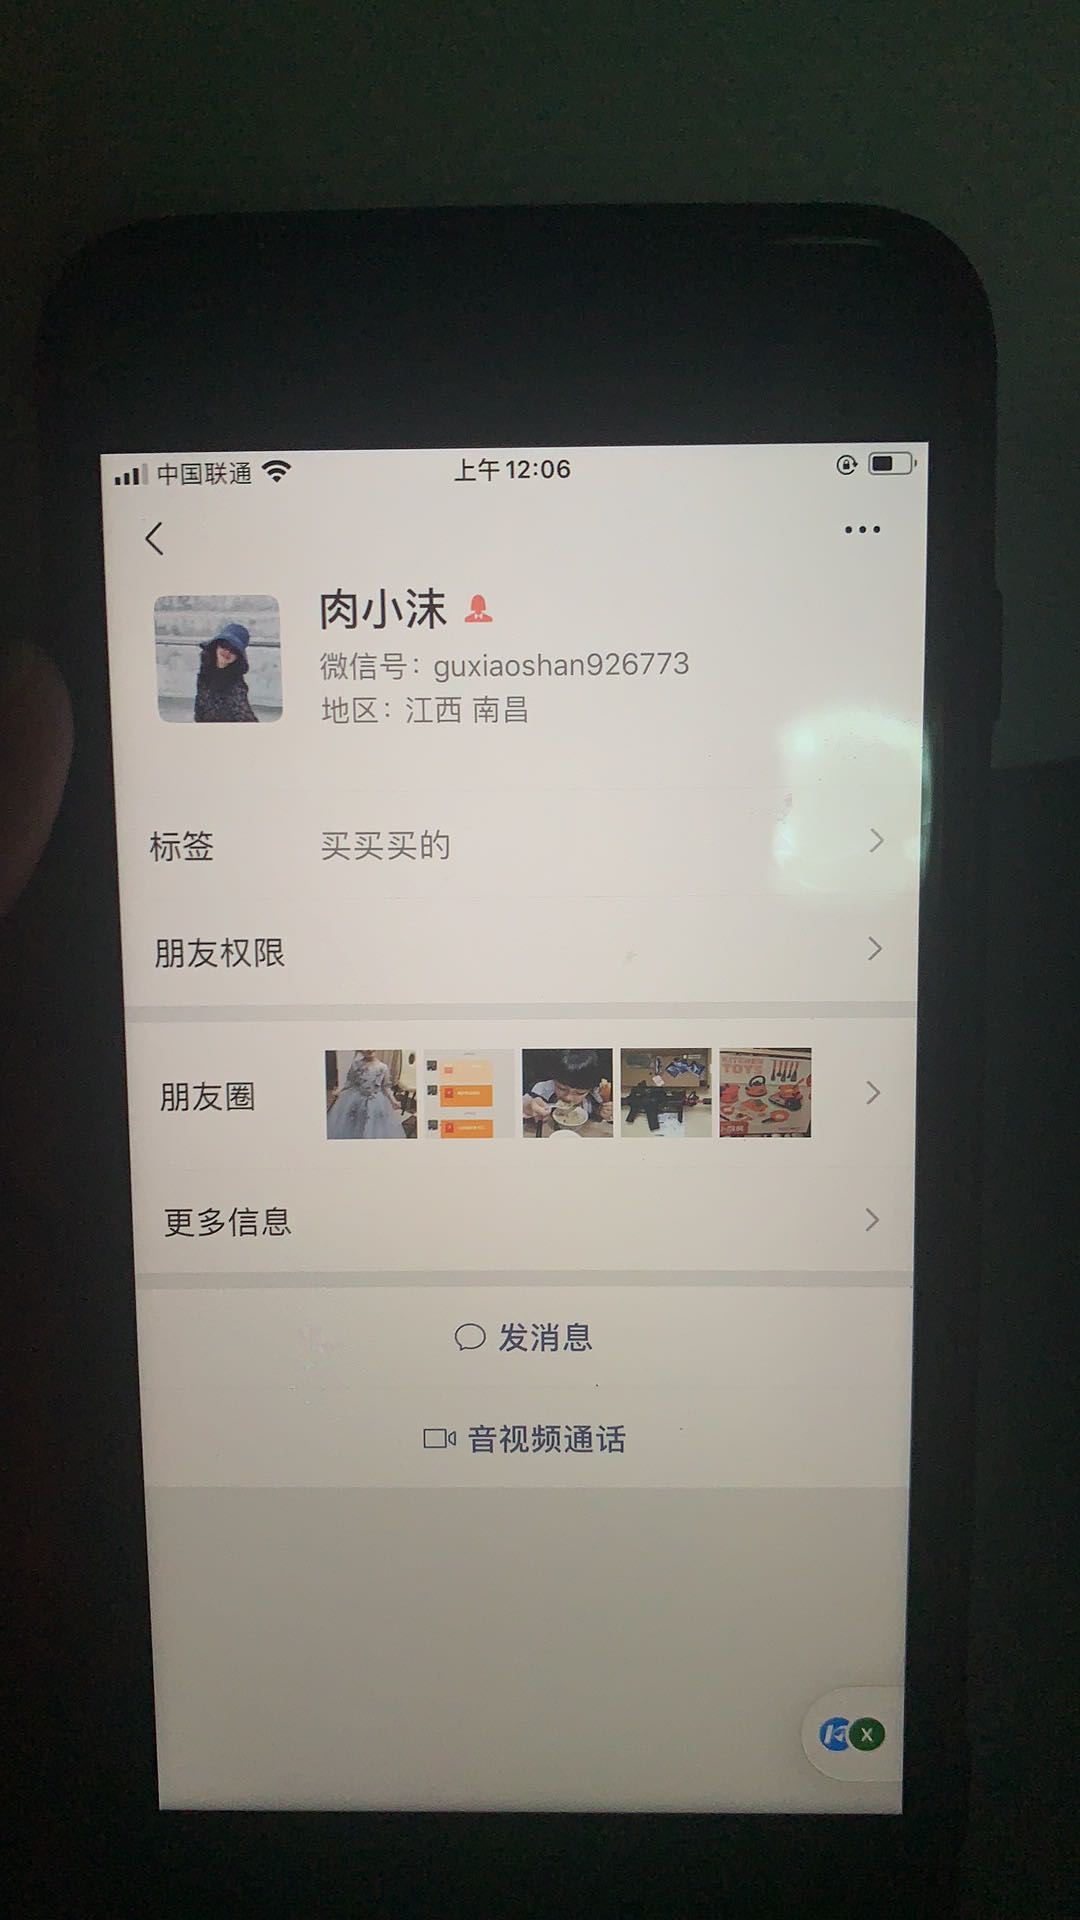 中国联通 上午12:06
肉小沫
微信号：guxiaoshan926773
地区：江西 南昌
标签 买买买的
朋友权限
朋友圈
KITCHEN
TOYS
更多信息
发消息
音视频通话
X